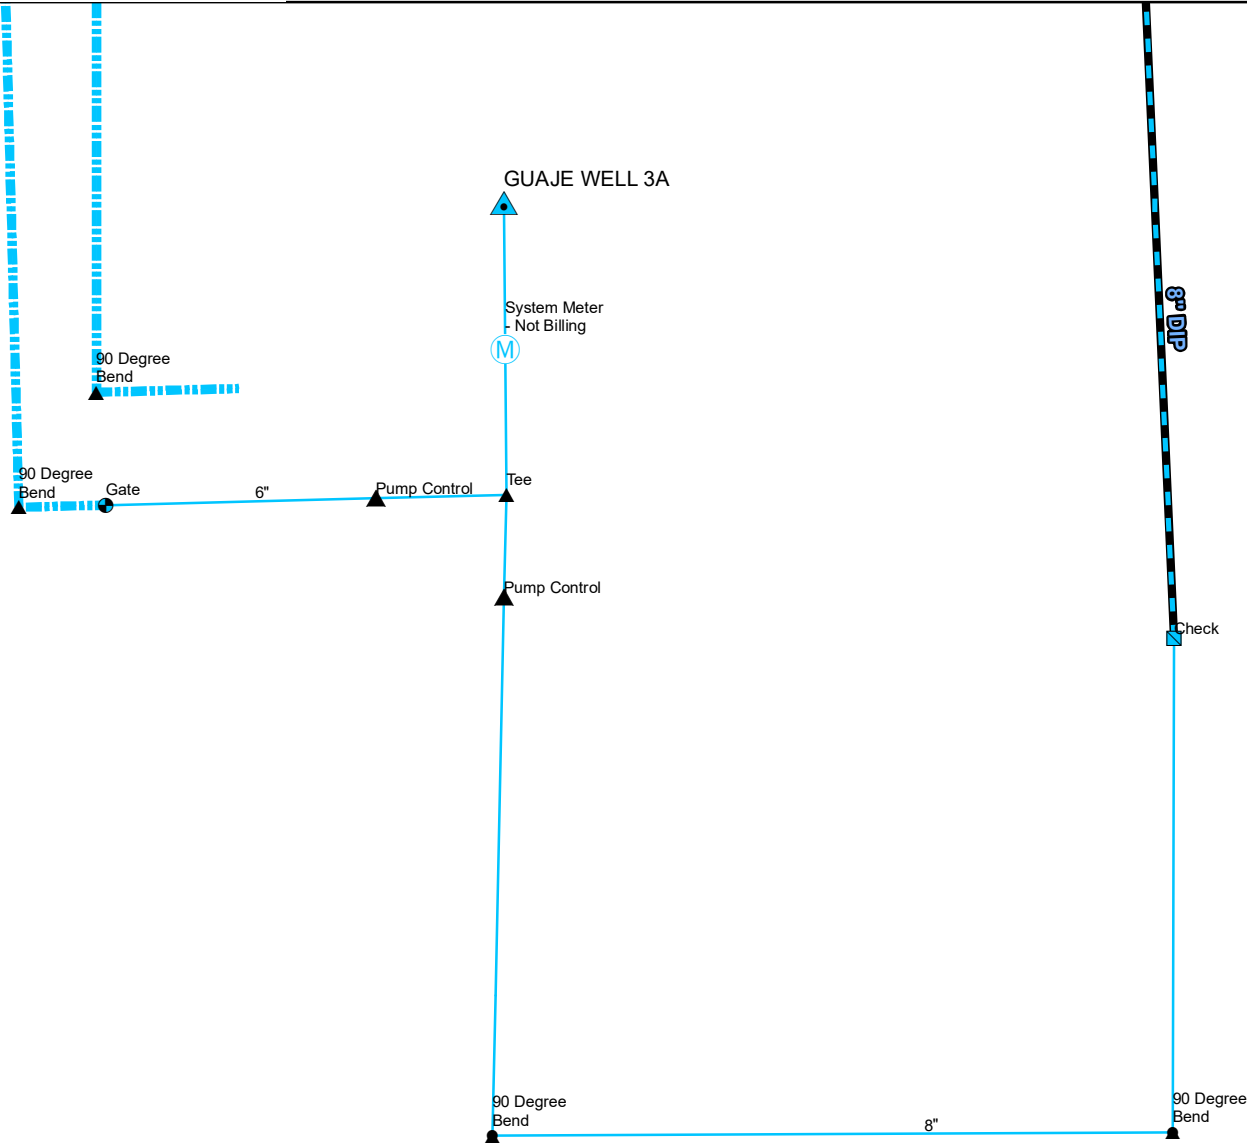 GUAJE WELL 3A
8" DIP
System Meter
- Not Billing
M
90 Degree
Bend
90 Degree
Bend
Gate
6"
Pump Control
Tee
Pump Control
Check
90 Degree
Bend
8"
90 Degree
Bend